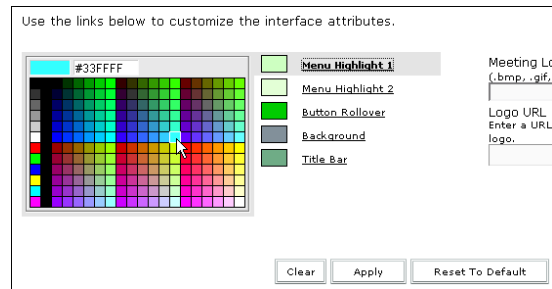 Use the links below to customize the interface attributes.
#33FFFF
Menu Highlight 1
Menu Highlight 2
Button Rollover
Background
Title Bar
Meeting Lo
(.bmp, .gif,
Logo URL
Enter a URL
logo.
Clear
Apply
Reset To Default